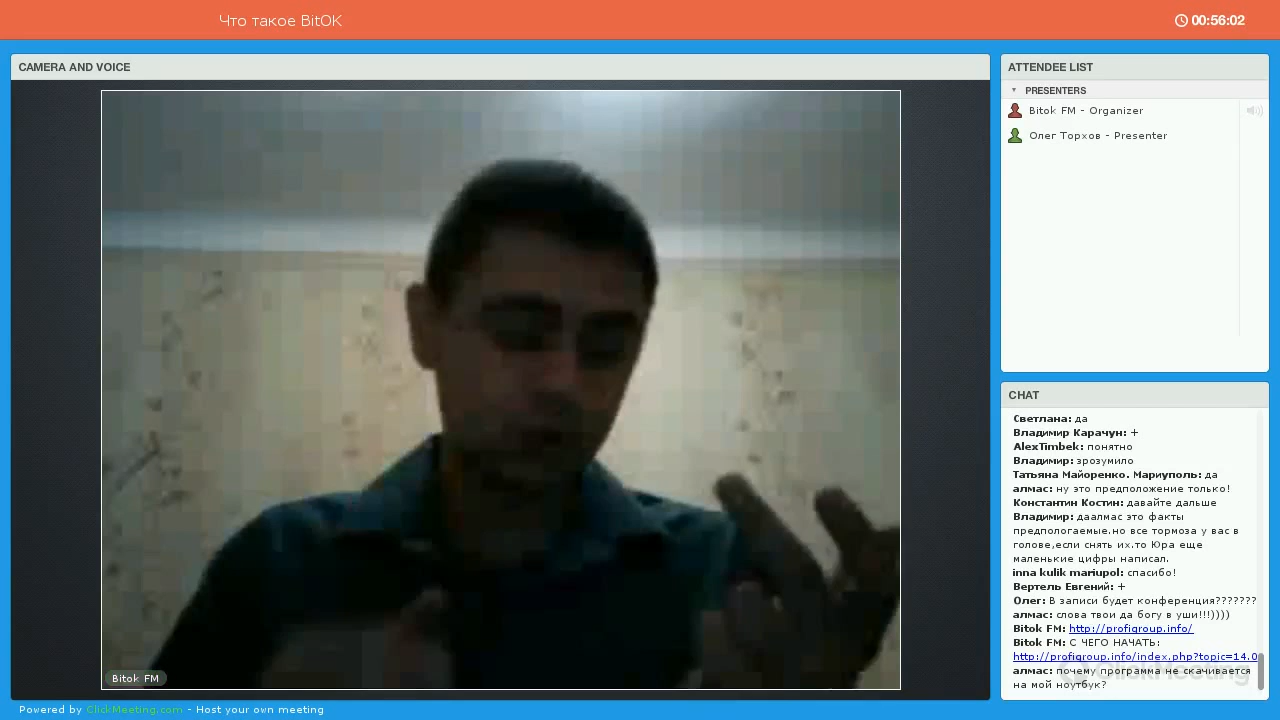 Что такое BitOK
00:56:02
CAMERA AND VOICE
Bitok FM
ATTENDEE LIST
PRESENTERS
Bitok FM - Organizer
Олег Торхов - Presenter
CHAT
Светлана: да
Владимир Карачун: +
AlexTimbek: понятно
Владимир: зрозумило
Татьяна Майоренко. Мариуполь: да
алмас: ну это предположение только!
Константин Костин: давайте дальше
Владимир: даалмас это факты
предпологаемые.но все тормоза у вас в
голове,если снять их.то Юра еще
маленькие цифры написал.
inna kulik mariupol: спасибо!
Вертель Евгений: +
Олег: В записи будет конференция???????
алмас: слова твои да богу в уши!!!))))
Bitok FM: http://profigroup.info/
Bitok FM: С ЧЕГО НАЧАТЬ:
http://profigroup.info/index.php?topic=14.0
алмас: почему программа не скачивается
на мой ноутбук?
ClickMeeting
Powered by ClickMeeting.com - Host your own meeting